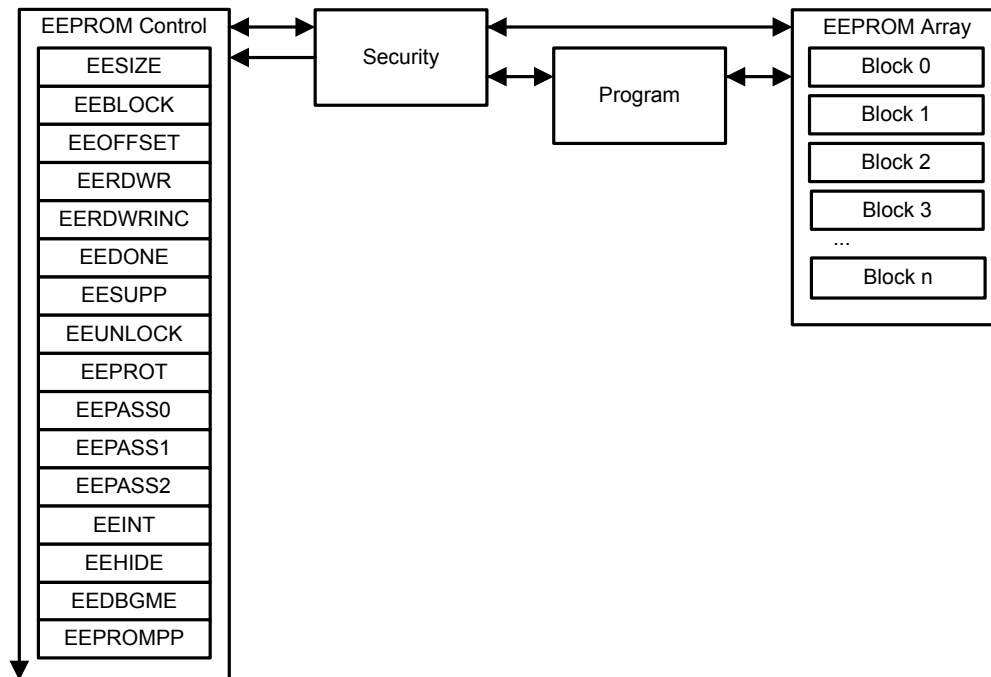 EEPROM Control
EESIZE
EEBLOCK
EEOFFSET
EERDWR
EERDWRINC
EEDONE
EESUPP
EEUNLOCK
EEPROT
EEPASS0
EEPASS1
EEPASS2
EEINT
EEHIDE
EEDBGME
EEPROMPP
Security
Program
EEPROM Array
Block 0
Block 1
Block 2
Block 3
...
Block n